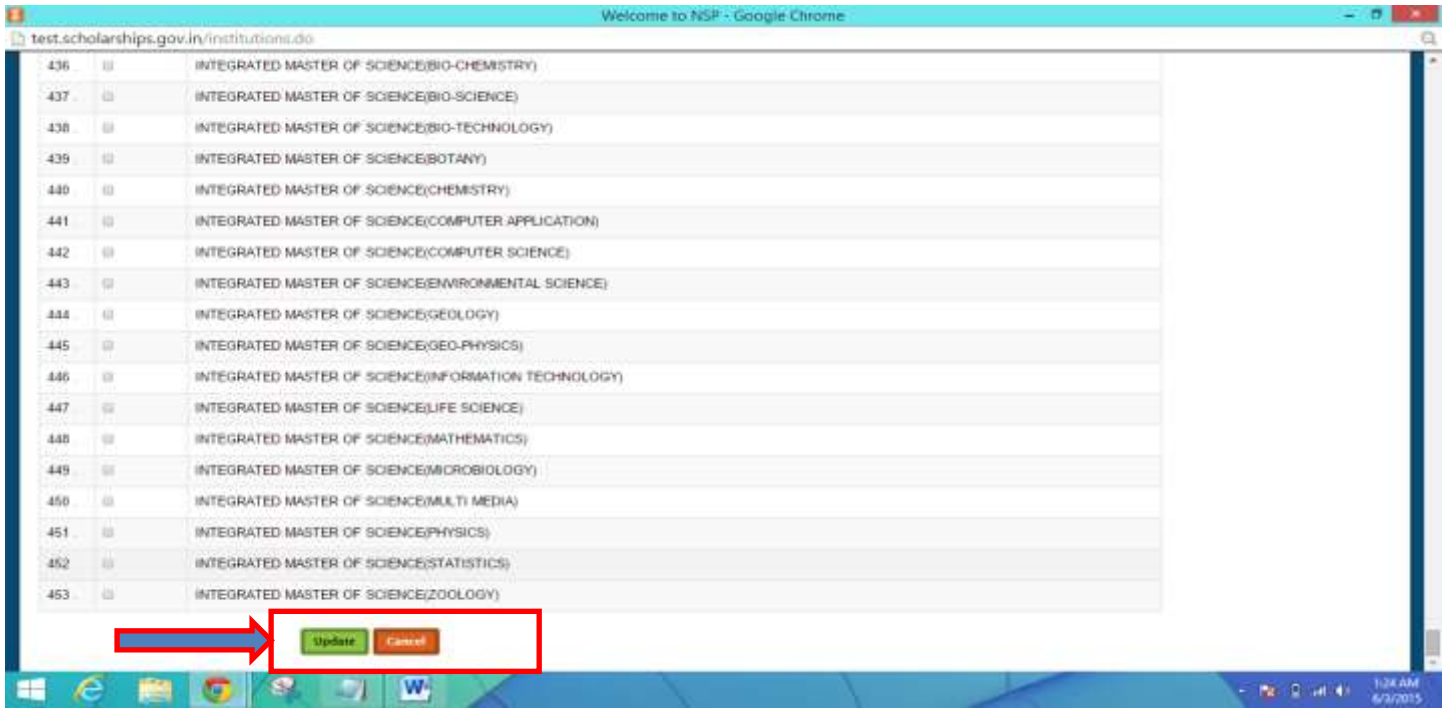 Welcome to NSP - Google Chrome
test.scholarships.gov.in/institutions.do
436 . INTEGRATED MASTER OF SCIENCE(BIO-CHEMISTRY)
437 . INTEGRATED MASTER OF SCIENCE(BIO-SCIENCE)
438 . INTEGRATED MASTER OF SCIENCE(BIO-TECHNOLOGY)
439 . INTEGRATED MASTER OF SCIENCE(BOTANY)
440 . INTEGRATED MASTER OF SCIENCE(CHEMISTRY)
441 . INTEGRATED MASTER OF SCIENCE(COMPUTER APPLICATION)
442 . INTEGRATED MASTER OF SCIENCE(COMPUTER SCIENCE)
443 . INTEGRATED MASTER OF SCIENCE(ENVIRONMENTAL SCIENCE)
444 . INTEGRATED MASTER OF SCIENCE(GEOLOGY)
445 . INTEGRATED MASTER OF SCIENCE(GEO-PHYSICS)
446 . INTEGRATED MASTER OF SCIENCE(INFORMATION TECHNOLOGY)
447 . INTEGRATED MASTER OF SCIENCE(LIFE SCIENCE)
448 . INTEGRATED MASTER OF SCIENCE(MATHEMATICS)
449 . INTEGRATED MASTER OF SCIENCE(MICROBIOLOGY)
450 . INTEGRATED MASTER OF SCIENCE(MULTI MEDIA)
451 . INTEGRATED MASTER OF SCIENCE(PHYSICS)
452 . INTEGRATED MASTER OF SCIENCE(STATISTICS)
453 . INTEGRATED MASTER OF SCIENCE(ZOOLOGY)
Update Cancel
1:24 AM
6/3/2015